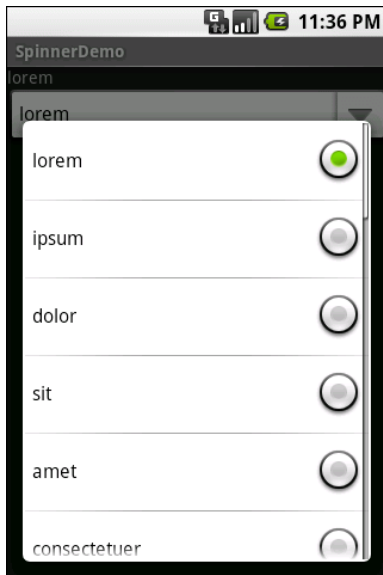 G
11:36 PM
SpinnerDemo
lorem
lorem
lorem
ipsum
dolor
sit
amet
consectetuer